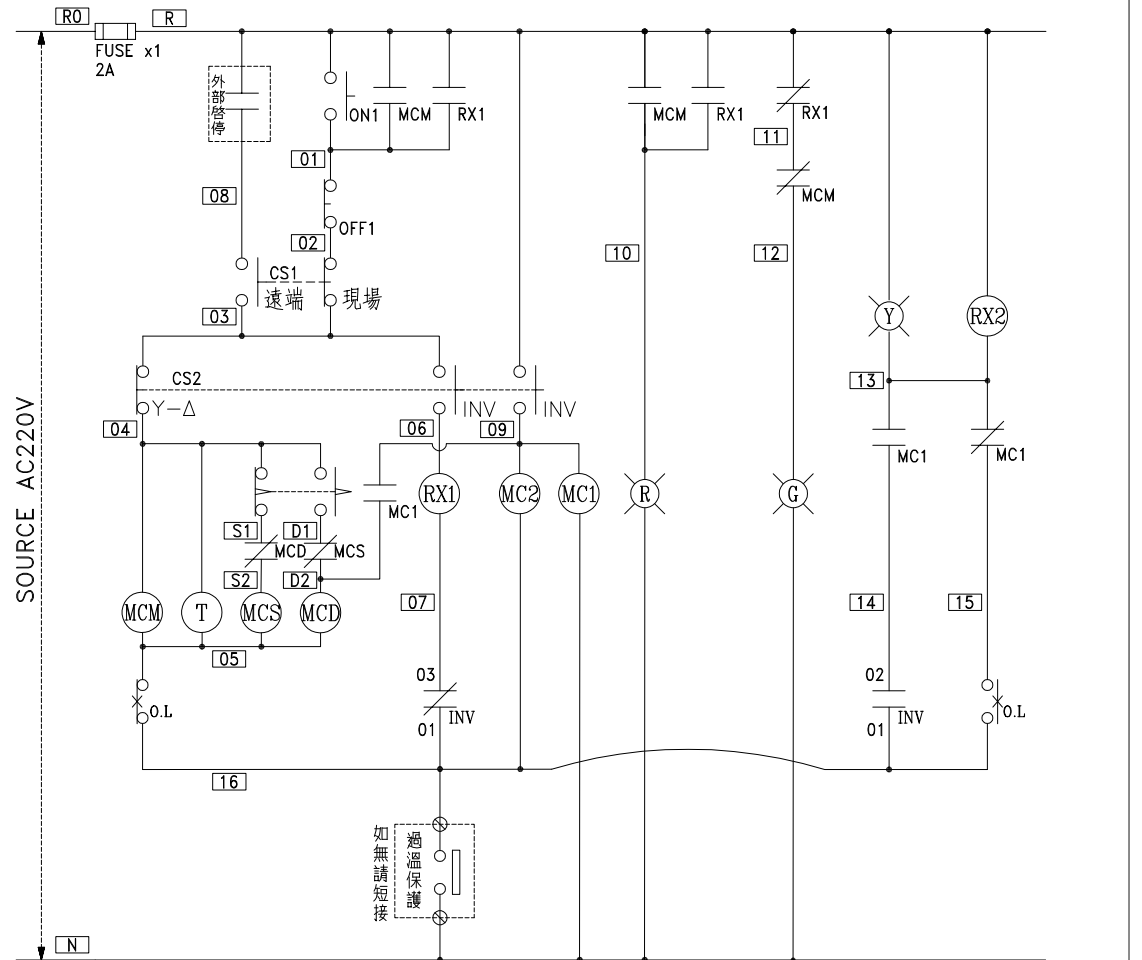 R0
R
FUSE x1
2A
外部啓停
ON1
MCM
RX1
MCM
RX1
RX1
11
MCM
01
08
OFF1
02
10
12
CS1
遠端
現場
03
Y
RX2
CS2
13
Y-Δ
INV
INV
04
06
09
MC1
MC1
SOURCE AC220V
RX1
MC2
MC1
R
G
MC1
S1
D1
MCD
MCS
S2
D2
MCM
T
MCS
MCD
07
14
15
05
03
02
O.L
INV
INV
O.L
01
01
16
如無請短接
過溫保護
N